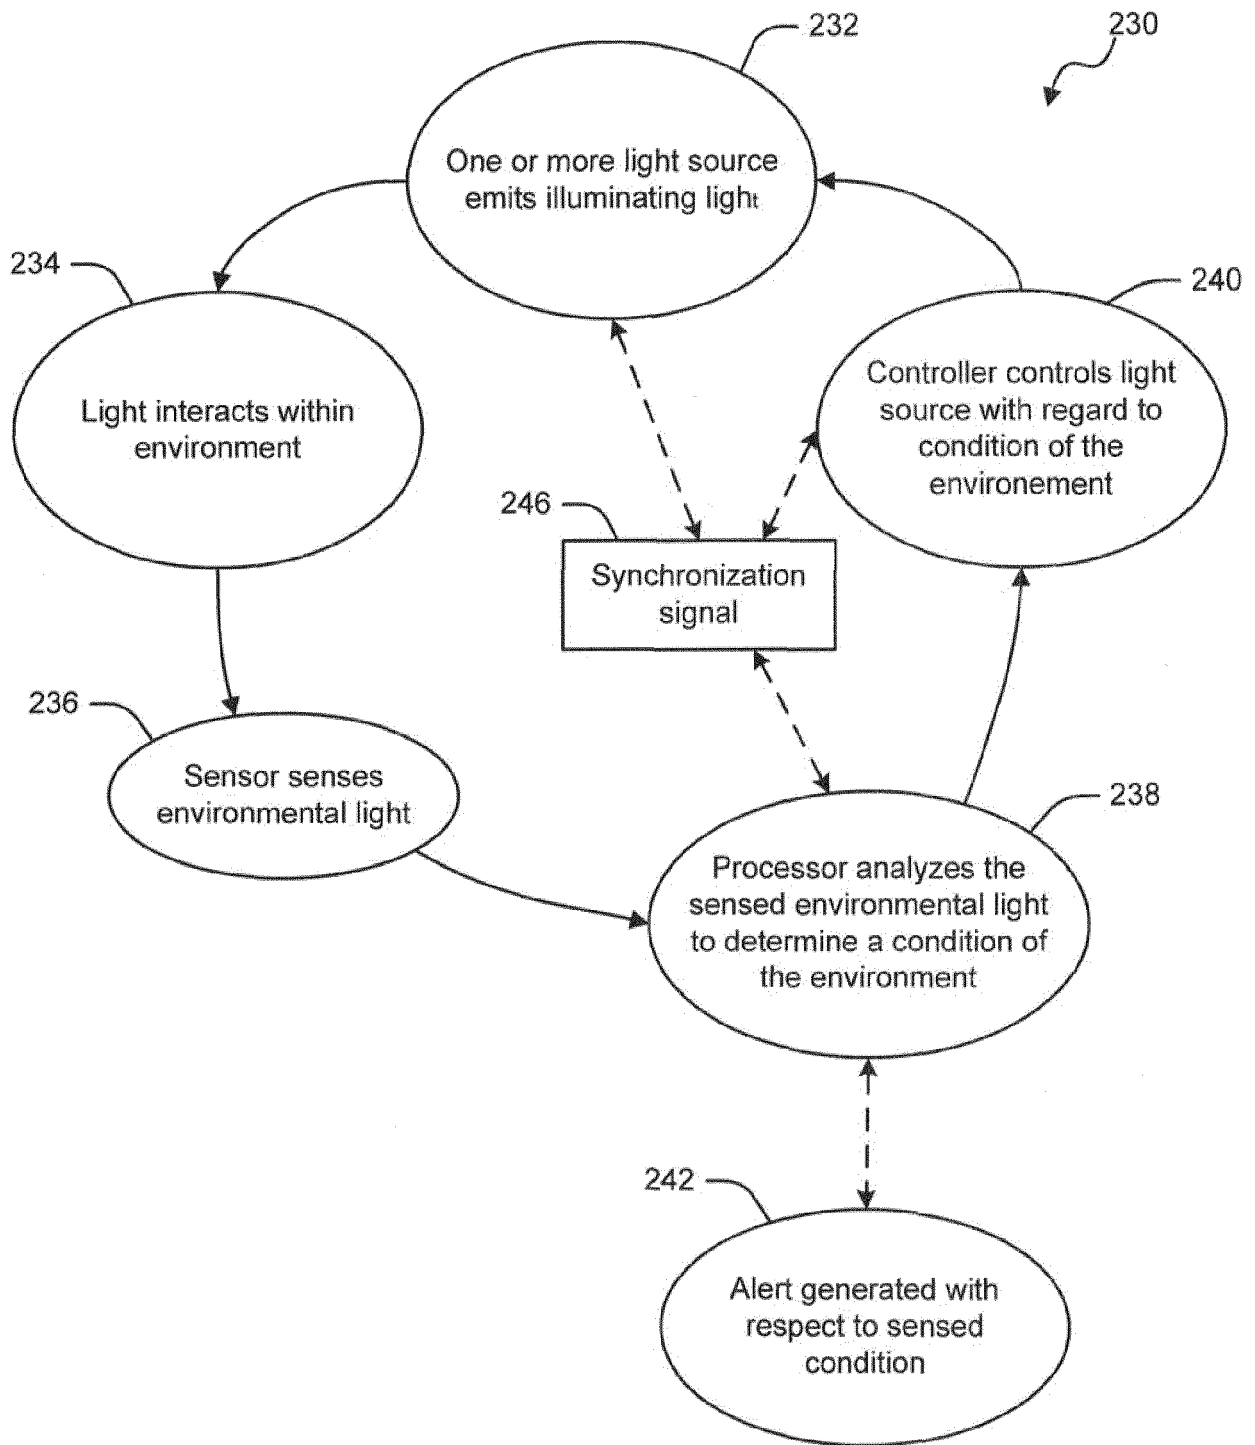 232
230
One or more light source
emits illuminating light
234
240
Light interacts within
environment
Controller controls light
source with regard to
condition of the
environement
246
Synchronization
signal
236
Sensor senses
environmental light
238
Processor analyzes the
sensed environmental light
to determine a condition of
the environment
242
Alert generated with
respect to sensed
condition